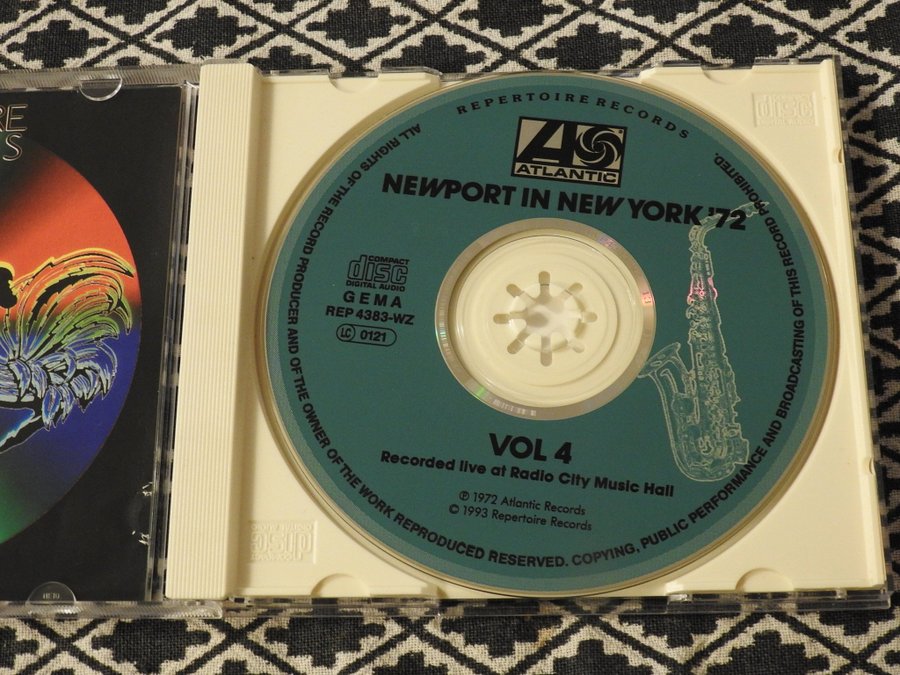 RE
S
REPERTOIRE RECORDS
ATLANTIC
NEWPORT IN NEW YORK '72
COMPACT
disc
DIGITAL AUDIO
GEMA
REP 4383-WZ
LC 0121
VOL 4
Recorded live at Radio City Music Hall
℗ 1972 Atlantic Records
© 1993 Repertoire Records
ALL RIGHTS OF THE RECORD PRODUCER AND OF THE OWNER OF THE WORK REPRODUCED RESERVED. COPYING, PUBLIC PERFORMANCE AND BROADCASTING OF THIS RECORD PROHIBITED.
disc
disc